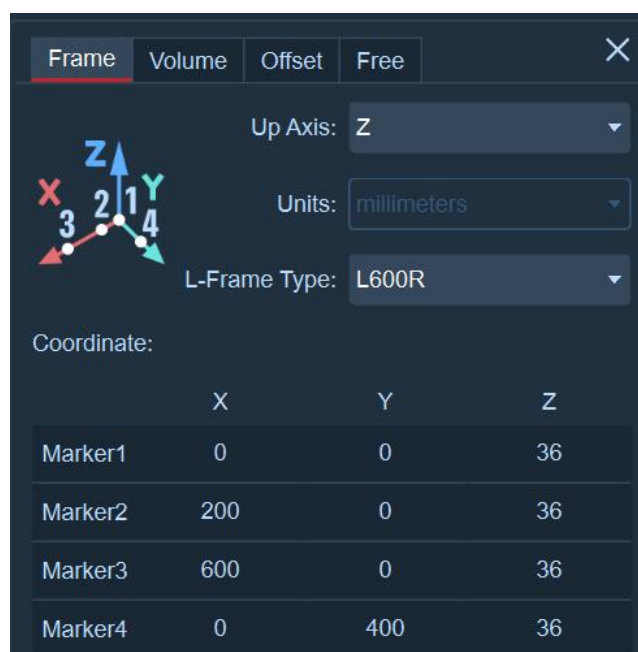 Frame Volume Offset Free
Up Axis: Z
Units: millimeters
L-Frame Type: L600R
Z
X
Y
3 2 1 4
Coordinate:
X Y Z
Marker1 0 0 36
Marker2 200 0 36
Marker3 600 0 36
Marker4 0 400 36